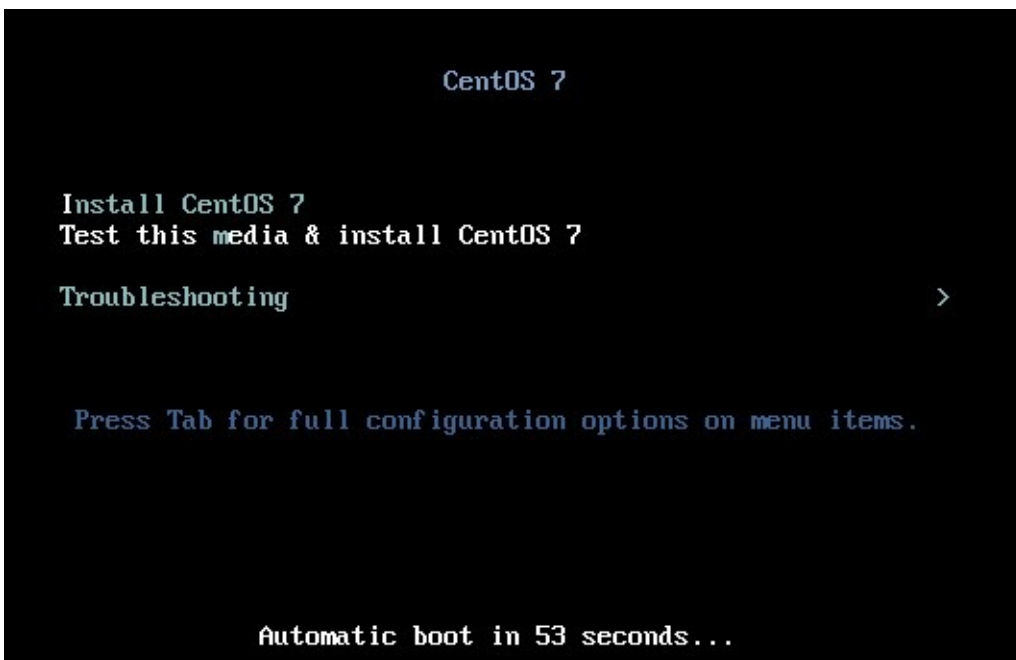 CentOS 7
Install CentOS 7
Test this media & install CentOS 7
Troubleshooting >
Press Tab for full configuration options on menu items.
Automatic boot in 53 seconds...